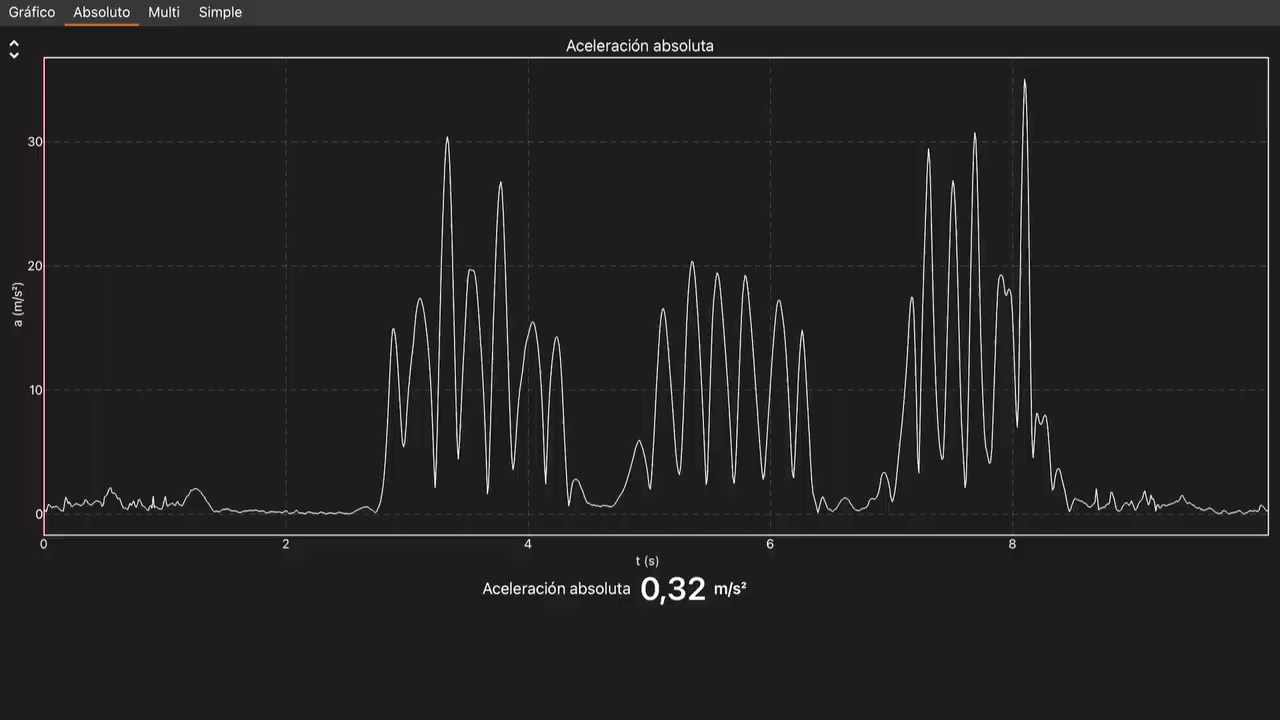 Gráfico Absoluto Multi Simple
Aceleración absoluta
30
20
10
0
a (m/s²)
0 2 4 6 8
t (s)
Aceleración absoluta 0,32 m/s²